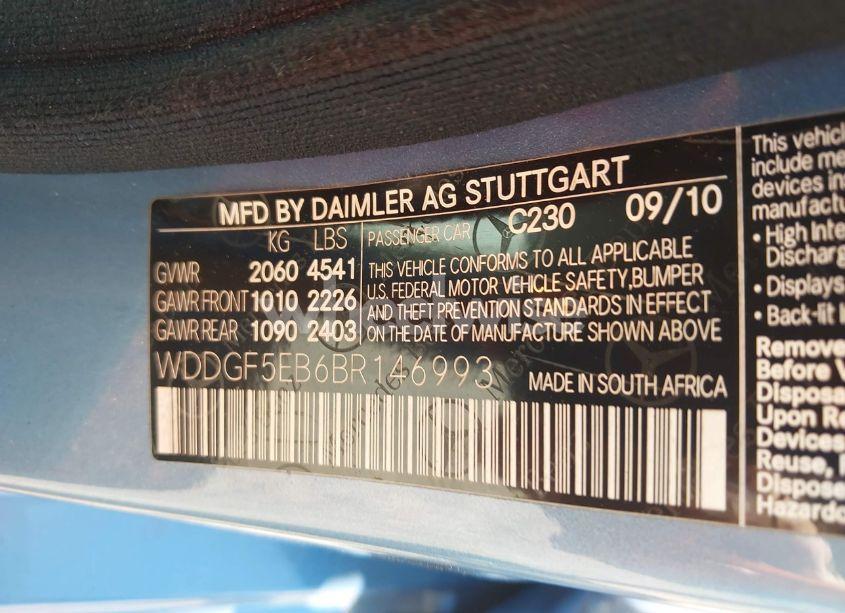 MFD BY DAIMLER AG STUTTGART
KG LBS PASSENGER CAR C230 09/10
GVWR 2060 4541
GAWR FRONT 1010 2226
GAWR REAR 1090 2403
THIS VEHICLE CONFORMS TO ALL APPLICABLE
U.S. FEDERAL MOTOR VEHICLE SAFETY, BUMPER
AND THEFT PREVENTION STANDARDS IN EFFECT
ON THE DATE OF MANUFACTURE SHOWN ABOVE
WDDGF5EB6BR146993
MADE IN SOUTH AFRICA
This vehicl
include me
devices in
manufactu
• High Inte
Discharg
• Displays
• Back-lit
Remove
Before V
Disposa
Upon Re
Devices
Reuse, 
Dispose
Hazardo